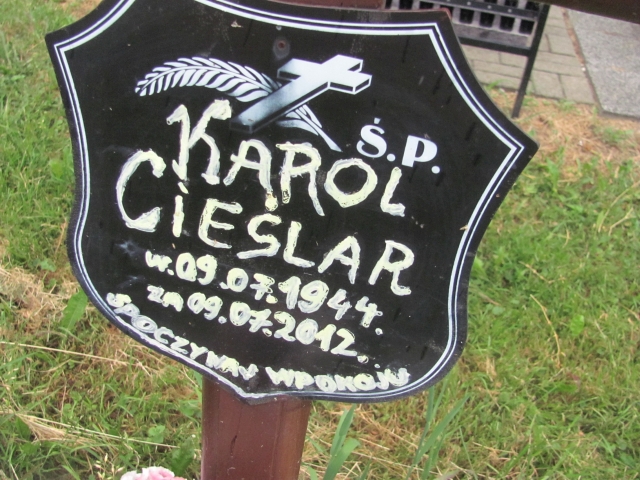 Ś.P.
KAROL
CIEŚLAR
ur. 09.07.1944.
ZM 09.07.2012.
SPOCZYWAJ W POKOJU